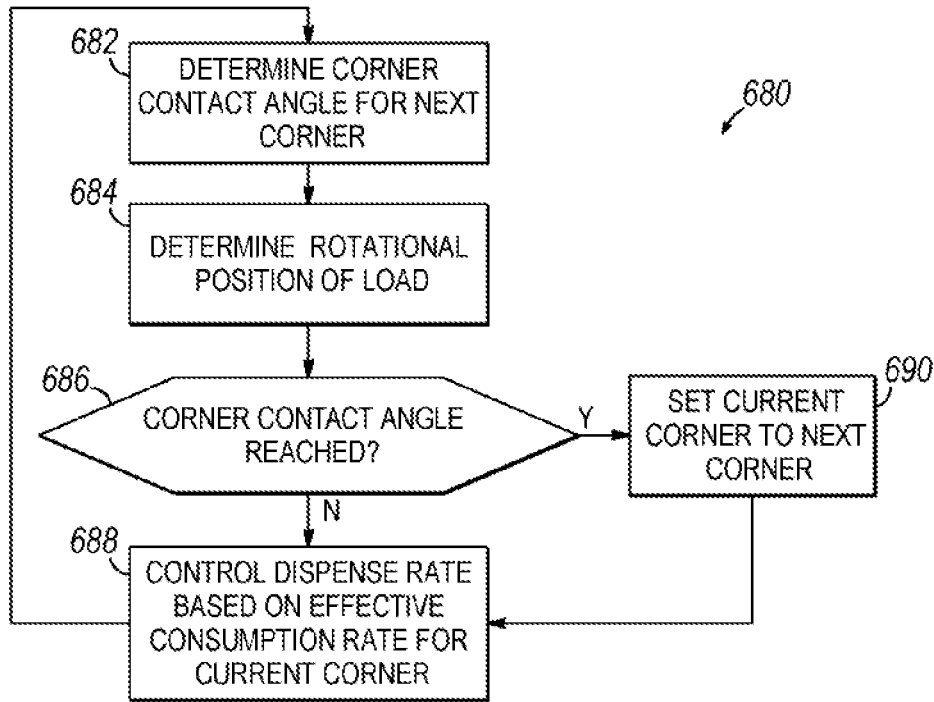 682
DETERMINE CORNER
CONTACT ANGLE FOR NEXT
CORNER
680
684
DETERMINE ROTATIONAL
POSITION OF LOAD
686
CORNER CONTACT ANGLE
REACHED?
Y
690
SET CURRENT
CORNER TO NEXT
CORNER
N
688
CONTROL DISPENSE RATE
BASED ON EFFECTIVE
CONSUMPTION RATE FOR
CURRENT CORNER